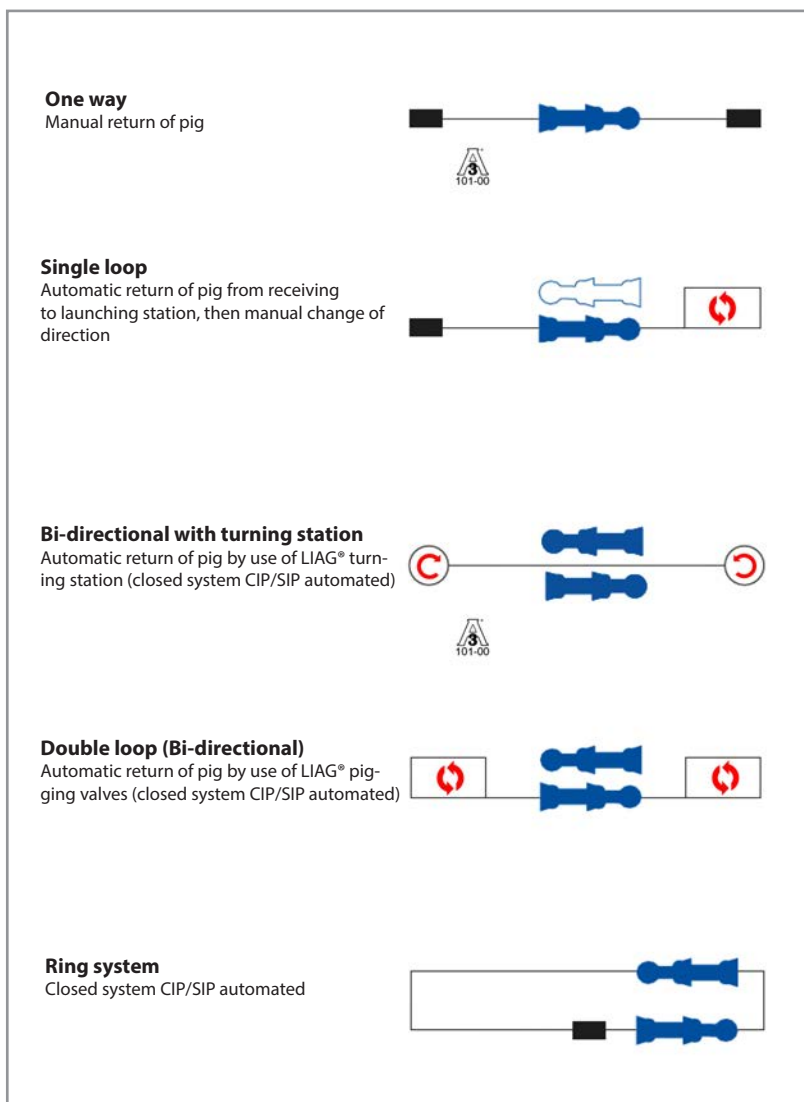 One way
Manual return of pig
3
101-00
Single loop
Automatic return of pig from receiving
to launching station, then manual change of
direction
Bi-directional with turning station
Automatic return of pig by use of LIAG® turn-
ing station (closed system CIP/SIP automated)
3
101-00
Double loop (Bi-directional)
Automatic return of pig by use of LIAG® pig-
ging valves (closed system CIP/SIP automated)
Ring system
Closed system CIP/SIP automated